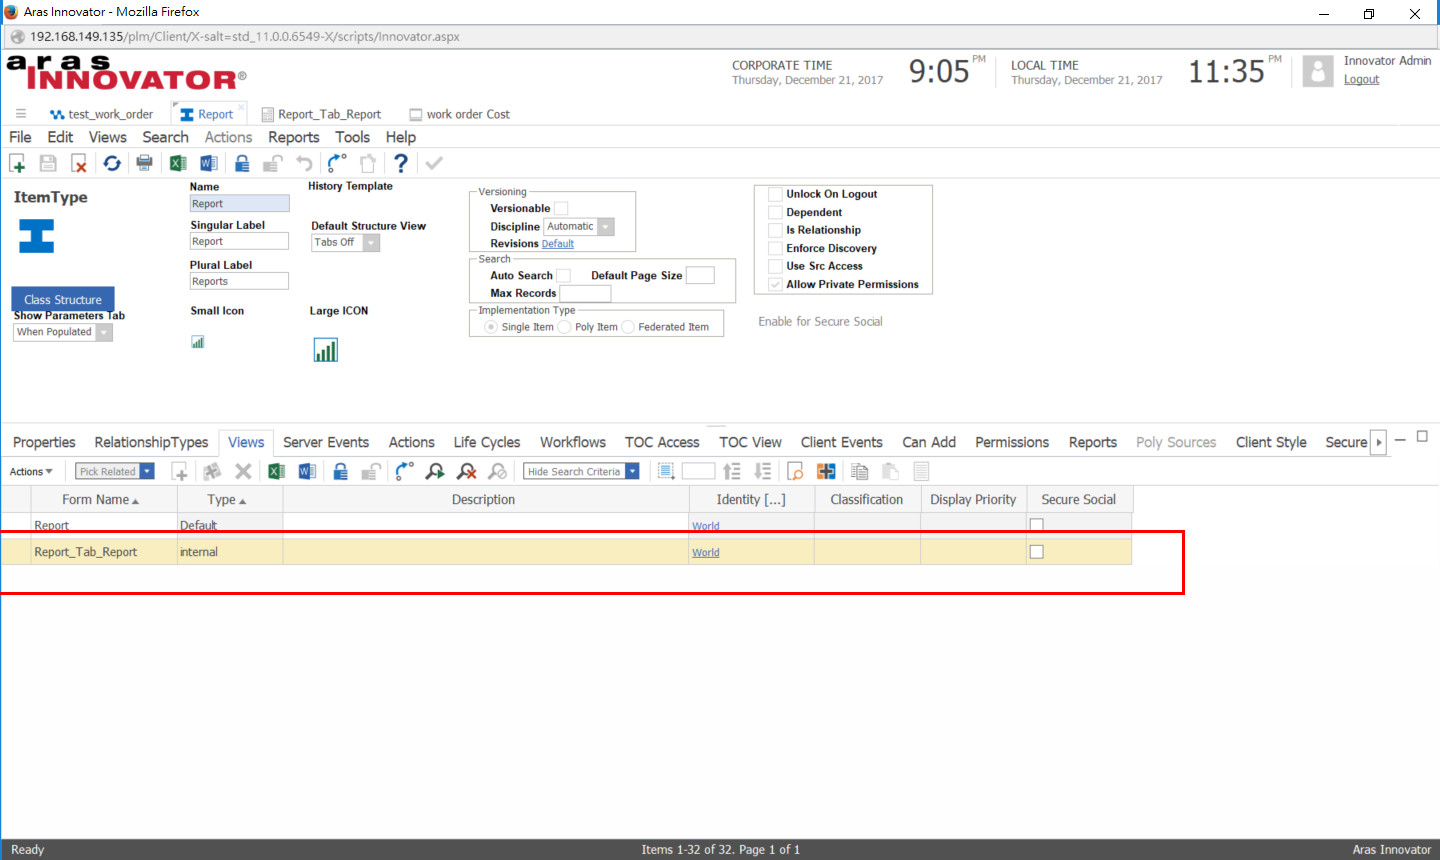 Aras Innovator - Mozilla Firefox
192.168.149.135/plm/Client/X-salt=std_11.0.0.6549-X/scripts/Innovator.aspx
aras
INNOVATOR®
CORPORATE TIME
Thursday, December 21, 2017
9:05 PM
LOCAL TIME
Thursday, December 21, 2017
11:35 PM
Innovator Admin
Logout
test_work_order Report Report_Tab_Report work order Cost
File Edit Views Search Actions Reports Tools Help
ItemType
Class Structure
Show Parameters Tab
When Populated
Name
Report
Singular Label
Report
Plural Label
Reports
Small Icon
History Template
Default Structure View
Tabs Off
Large ICON
Versioning
Versionable
Discipline Automatic
Revisions Default
Search
Auto Search Default Page Size
Max Records
Implementation Type
Single Item Poly Item Federated Item
Unlock On Logout
Dependent
Is Relationship
Enforce Discovery
Use Src Access
Allow Private Permissions
Enable for Secure Social
Properties RelationshipTypes Views Server Events Actions Life Cycles Workflows TOC Access TOC View Client Events Can Add Permissions Reports Poly Sources Client Style Secure
Actions Pick Related Hide Search Criteria
Form Name Type Description Identity [...] Classification Display Priority Secure Social
Report Default World
Report_Tab_Report internal World
Ready Items 1-32 of 32. Page 1 of 1 Aras Innovator